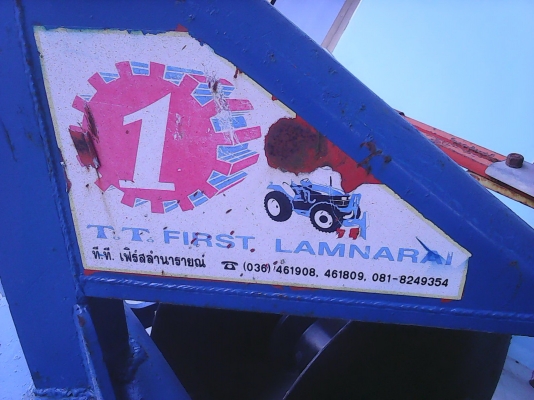 1
T.T. FIRST LAMNARAI
ที.ที. เฟิร์สลำนารายณ์ ☎ (036) 461908, 461809, 081-8249354